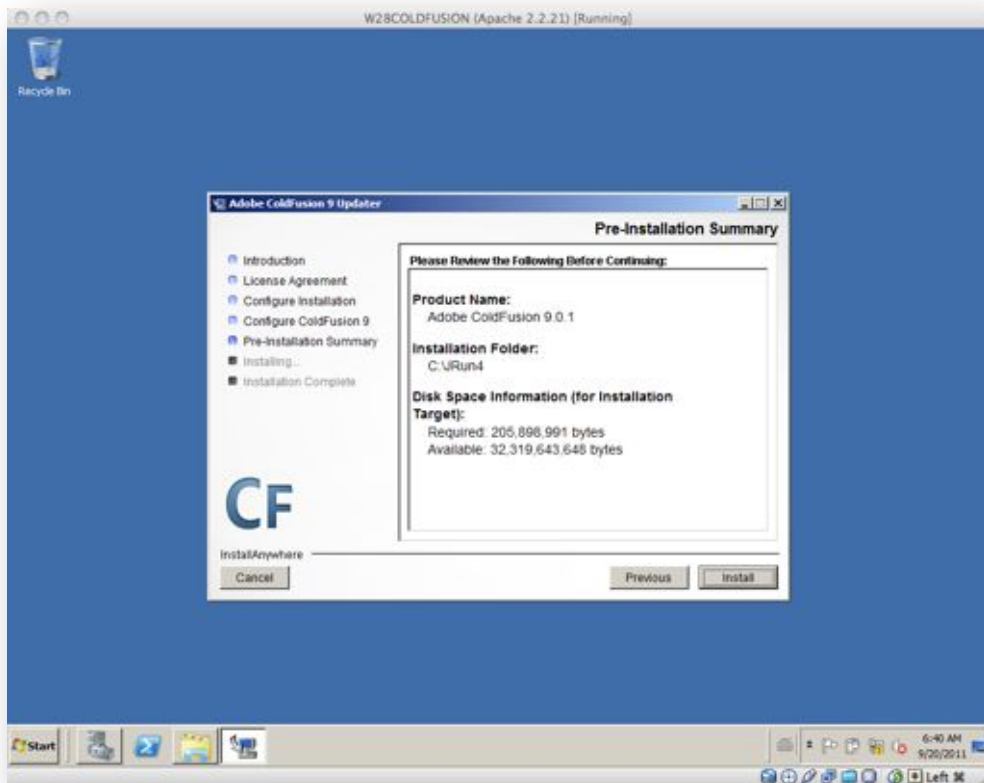 W28COLDFUSION (Apache 2.2.21) [Running]
Recycle Bin
Adobe ColdFusion 9 Updater
Pre-Installation Summary
Introduction
License Agreement
Configure Installation
Configure ColdFusion 9
Pre-Installation Summary
Installing...
Installation Complete
Please Review the Following Before Continuing:
Product Name:
Adobe ColdFusion 9.0.1
Installation Folder:
C:\JRun4
Disk Space Information (for Installation
Target):
Required: 205,898,991 bytes
Available: 32,319,643,648 bytes
CF
InstallAnywhere
Cancel
Previous
Install
Start
6:40 AM
9/20/2011
Left ⌘